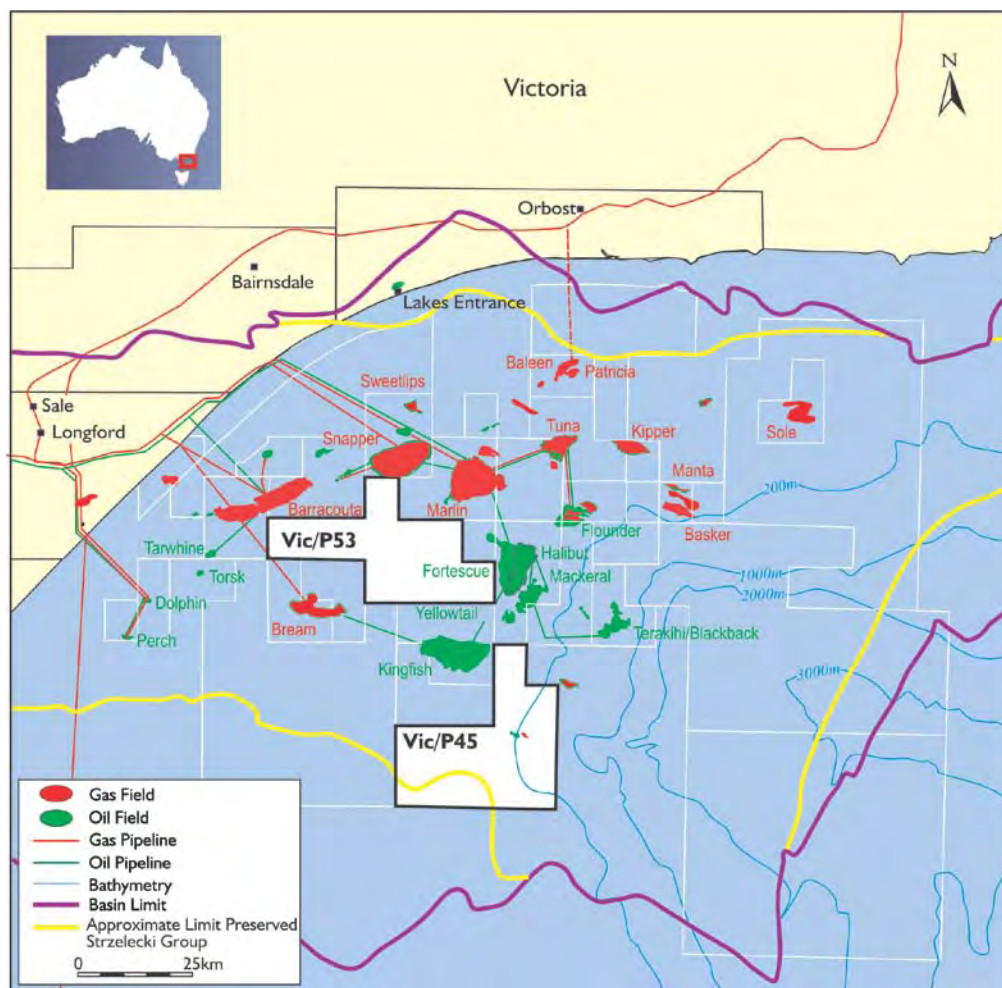 Victoria
N
Orbost
Bairnsdale
Lakes Entrance
Baleen
Patricia
Sweetlips
Sale
Longford
Snapper
Tuna
Kipper
Sole
Manta
200m
Barracouta
Marlin
Basker
Flounder
Vic/P53
Tarwhine
Halibut
Fortescue
Mackeral
1000m
2000m
Torsk
Dolphin
Yellowtail
Bream
Perch
Terakihi/Blackback
Kingfish
3000m
Vic/P45
Gas Field
Oil Field
Gas Pipeline
Oil Pipeline
Bathymetry
Basin Limit
Approximate Limit Preserved
Strzelecki Group
0 25km